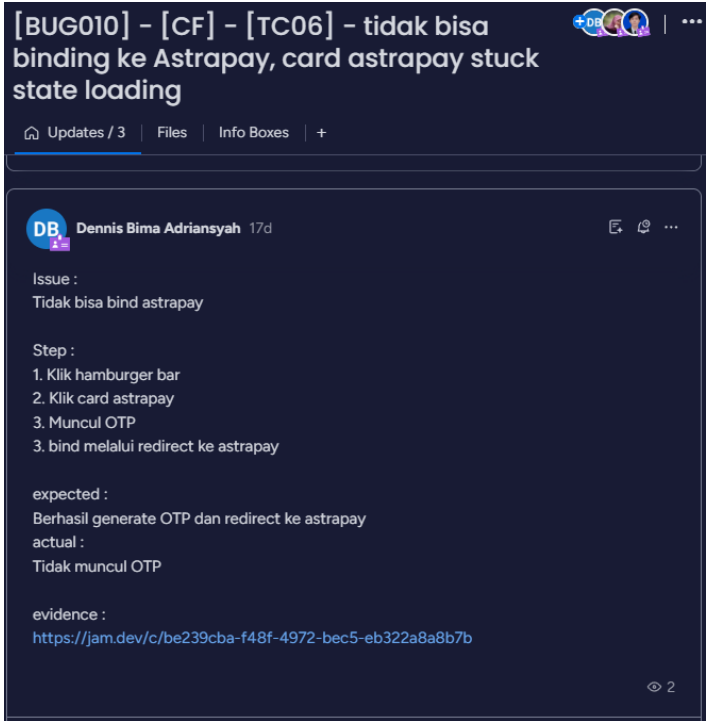 [BUG010] - [CF] - [TC06] - tidak bisa
binding ke Astrapay, card astrapay stuck
state loading
+DB
Updates / 3 Files Info Boxes +
DB Dennis Bima Adriansyah 17d
Issue :
Tidak bisa bind astrapay
Step :
1. Klik hamburger bar
2. Klik card astrapay
3. Muncul OTP
3. bind melalui redirect ke astrapay
expected :
Berhasil generate OTP dan redirect ke astrapay
actual :
Tidak muncul OTP
evidence :
https://jam.dev/c/be239cba-f48f-4972-bec5-eb322a8a8b7b
2